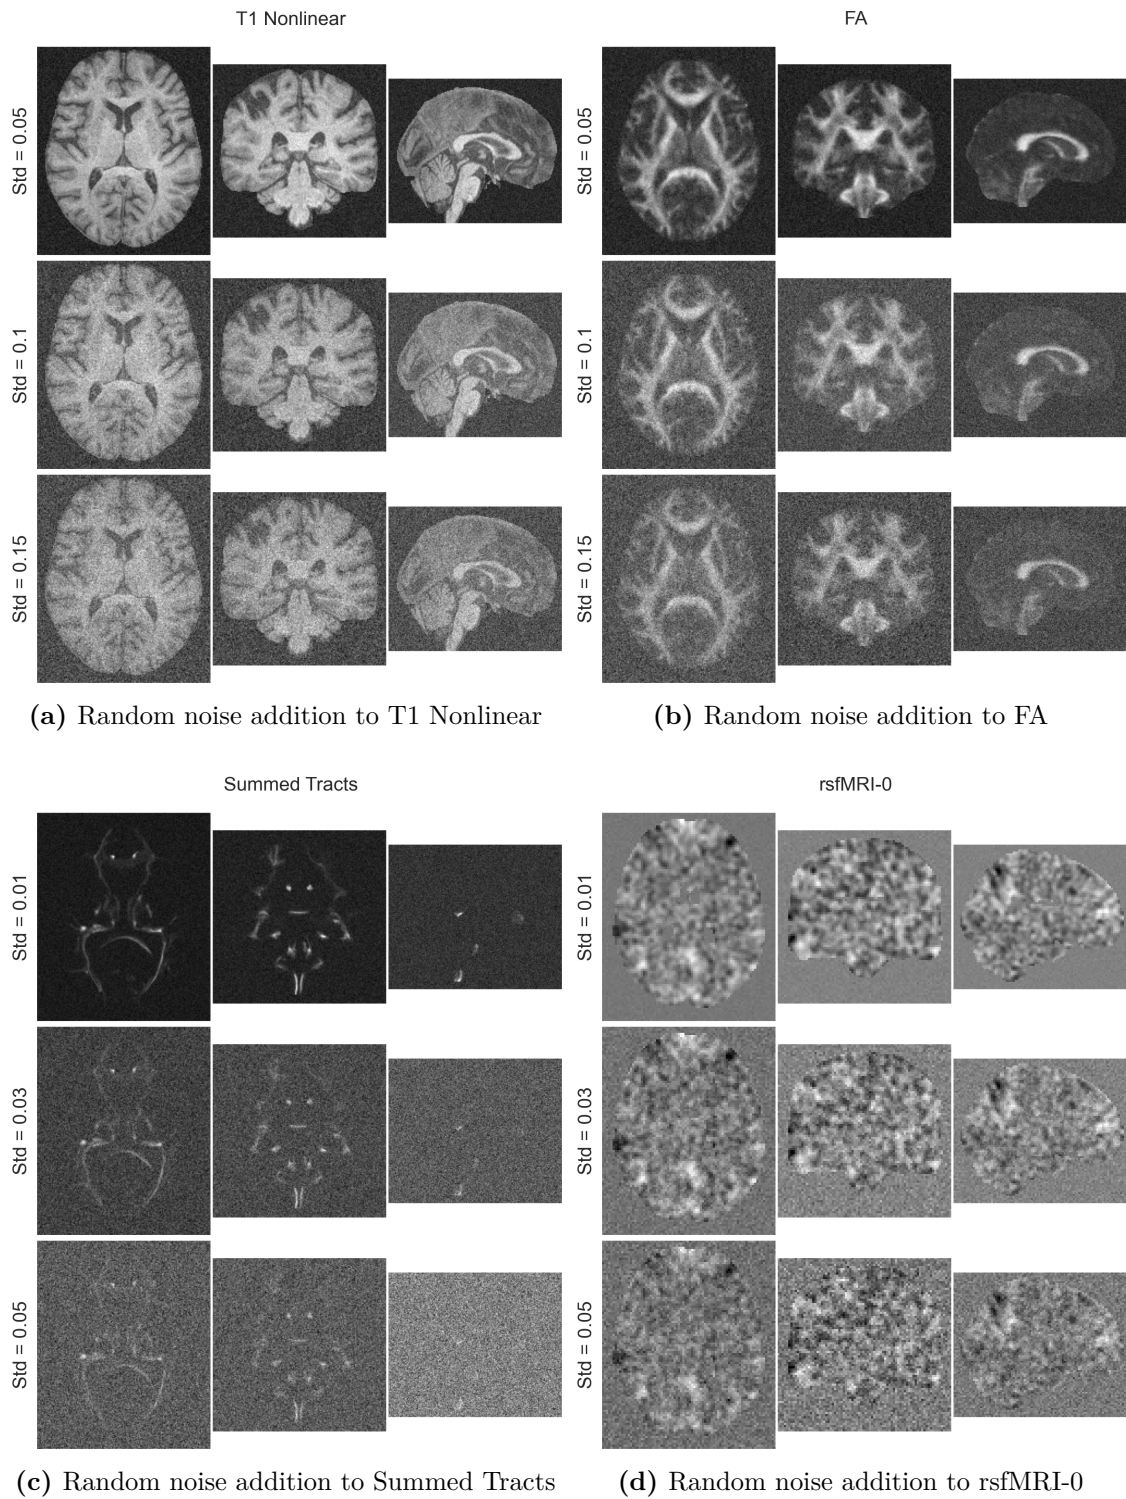 T1 Nonlinear
FA
Std = 0.05
Std = 0.1
Std = 0.15
Std = 0.05
Std = 0.1
Std = 0.15
(a) Random noise addition to T1 Nonlinear
(b) Random noise addition to FA
Summed Tracts
rsfMRI-0
Std = 0.01
Std = 0.03
Std = 0.05
Std = 0.01
Std = 0.03
Std = 0.05
(c) Random noise addition to Summed Tracts
(d) Random noise addition to rsfMRI-0